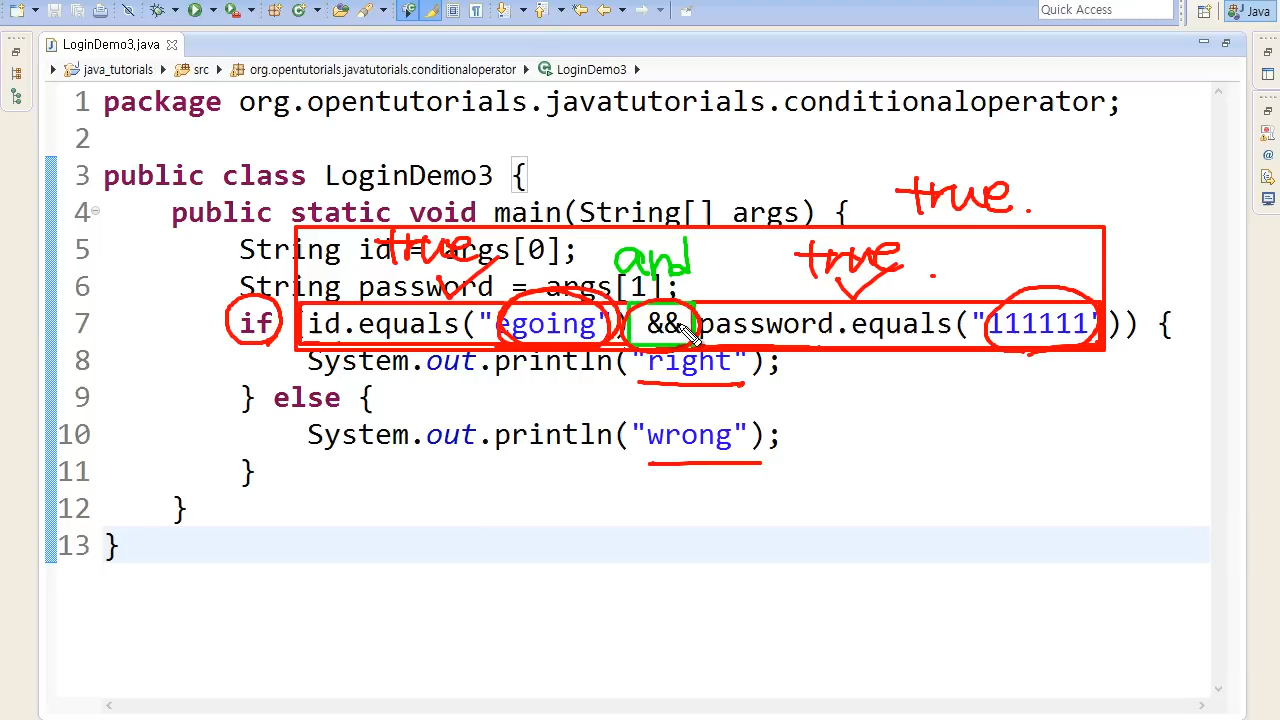 Quick Access
Java
LoginDemo3.java
java_tutorials src org.opentutorials.javatutorials.conditionaloperator LoginDemo3
1 package org.opentutorials.javatutorials.conditionaloperator;
2
3 public class LoginDemo3 {
4 public static void main(String[] args) {
true.
5 String id = args[0];
true and true.
6 String password = args[1];
7 if (id.equals("egoing") && password.equals("111111")) {
8 System.out.println("right");
9 } else {
10 System.out.println("wrong");
11 }
12 }
13 }